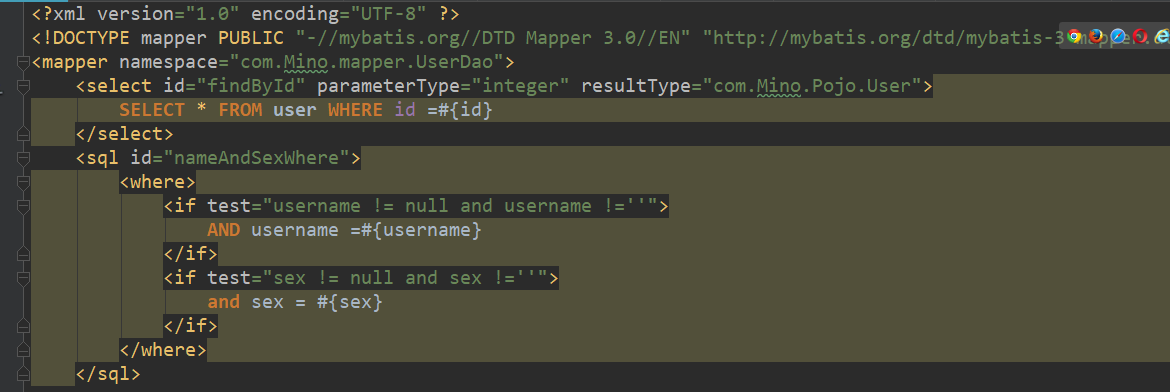 <?xml version="1.0" encoding="UTF-8" ?>
<!DOCTYPE mapper PUBLIC "-//mybatis.org//DTD Mapper 3.0//EN" "http://mybatis.org/dtd/mybatis-3-mapper.d
<mapper namespace="com.Mino.mapper.UserDao">
<select id="findById" parameterType="integer" resultType="com.Mino.Pojo.User">
SELECT * FROM user WHERE id =#{id}
</select>
<sql id="nameAndSexWhere">
<where>
<if test="username != null and username !=''">
AND username =#{username}
</if>
<if test="sex != null and sex !=''">
and sex = #{sex}
</if>
</where>
</sql>